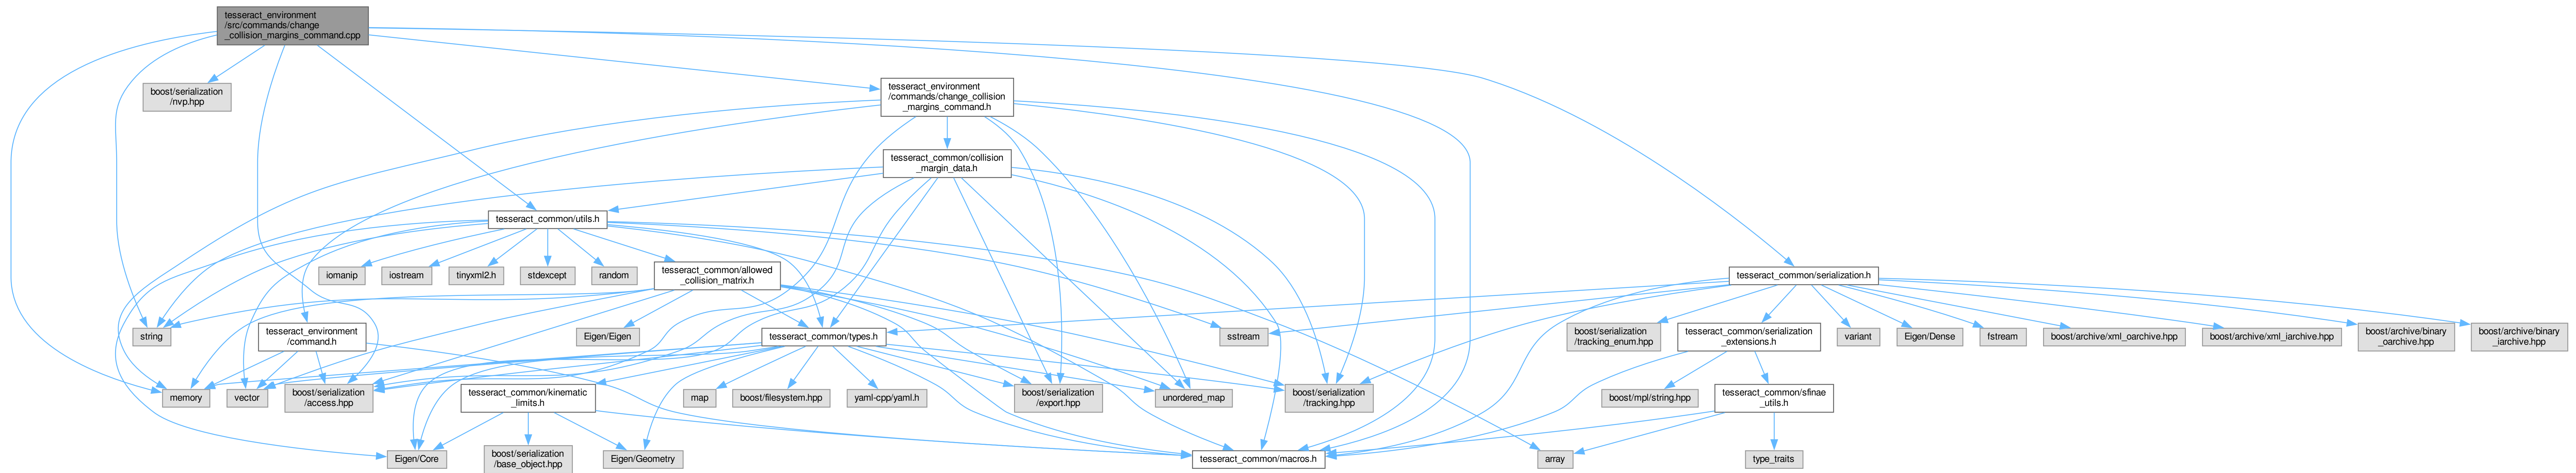 tesseract_environment
/src/commands/change
_collision_margins_command.cpp
boost/serialization
/nvp.hpp
tesseract_environment
/commands/change_collision
_margins_command.h
tesseract_common/collision
_margin_data.h
tesseract_common/utils.h
iomanip
iostream
tinyxml2.h
stdexcept
random
tesseract_common/allowed
_collision_matrix.h
tesseract_common/serialization.h
string
tesseract_environment
/command.h
Eigen/Eigen
tesseract_common/types.h
sstream
boost/serialization
/tracking_enum.hpp
tesseract_common/serialization
_extensions.h
variant
Eigen/Dense
fstream
boost/archive/xml_oarchive.hpp
boost/archive/xml_iarchive.hpp
boost/archive/binary
_oarchive.hpp
boost/archive/binary
_iarchive.hpp
memory
vector
boost/serialization
/access.hpp
tesseract_common/kinematic
_limits.h
map
boost/filesystem.hpp
yaml-cpp/yaml.h
boost/serialization
/export.hpp
unordered_map
boost/serialization
/tracking.hpp
boost/mpl/string.hpp
tesseract_common/sfinae
_utils.h
Eigen/Core
boost/serialization
/base_object.hpp
Eigen/Geometry
tesseract_common/macros.h
array
type_traits